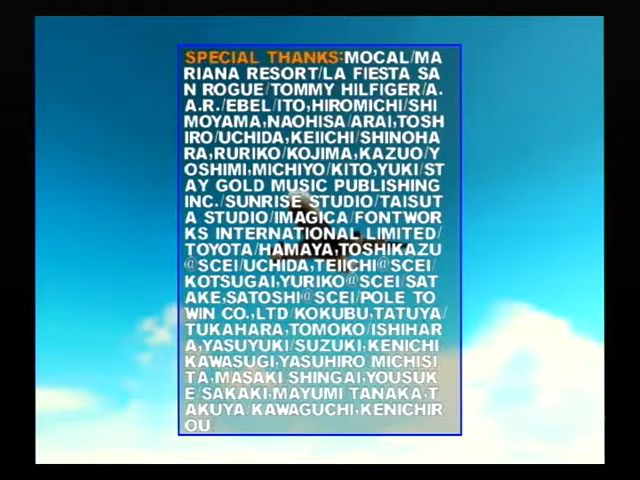 SPECIAL THANKS:MOCAL/MA
RIANA RESORT/LA FIESTA SA
N ROGUE/TOMMY HILFIGER/A.
A.R./EBEL/ITO,HIROMICHI/SHI
MOYAMA,NAOHISA/ARAI,TOSH
IRO/UCHIDA,KEIICHI/SHINOHA
RA,RURIKO/KOJIMA,KAZUO/Y
OSHIMI,MICHIYO/KITO,YUKI/ST
AY GOLD MUSIC PUBLISHING
INC./SUNRISE STUDIO/TAISUT
A STUDIO/IMAGICA/FONTWOR
KS INTERNATIONAL LIMITED/
TOYOTA/HAMAYA,TOSHIKAZU
@SCEI/UCHIDA,TEIICHI@SCEI/
KOTSUGAI,YURIKO@SCEI/SAT
AKE,SATOSHI@SCEI/POLE TO
WIN CO.,LTD/KOKUBU,TATUYA/
TUKAHARA,TOMOKO/ISHIHAR
A,YASUYUKI/SUZUKI,KENICHI
KAWASUGI,YASUHIRO MICHISI
TA,MASAKI SHINGAI,YOUSUK
E/SAKAKI,MAYUMI TANAKA,T
AKUYA/KAWAGUCHI,KENICHIR
OU